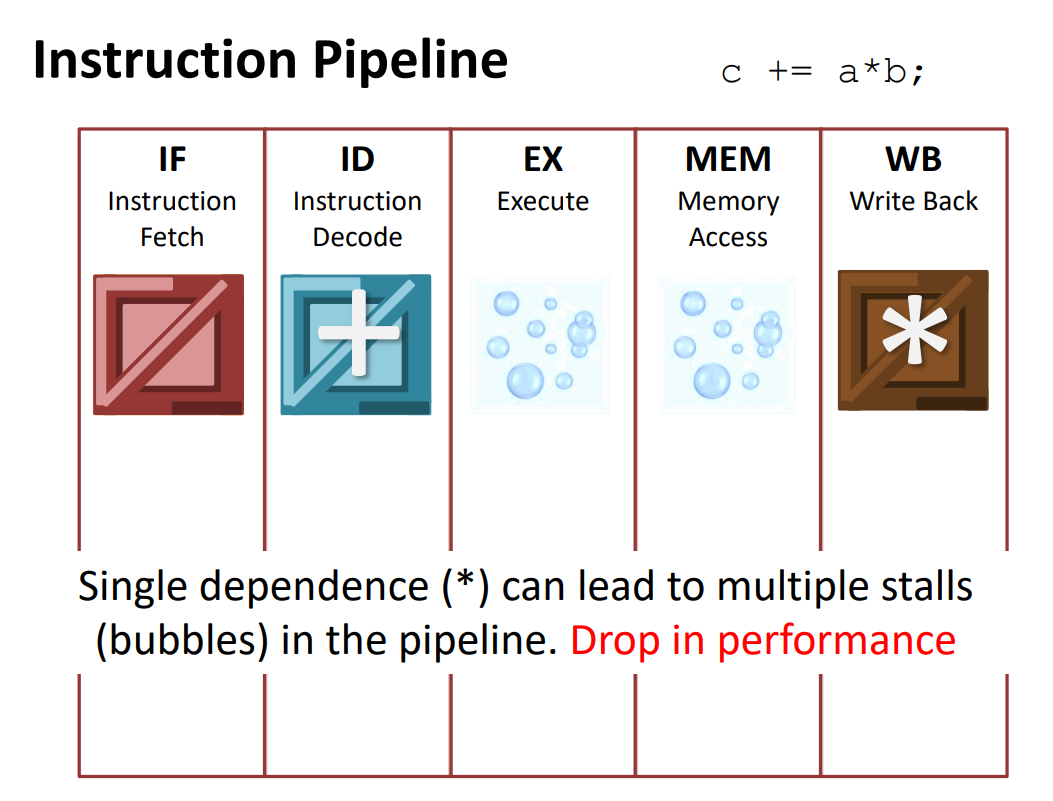 Instruction Pipeline
c += a*b;
IF
Instruction
Fetch
ID
Instruction
Decode
EX
Execute
MEM
Memory
Access
WB
Write Back
+
*
Single dependence (*) can lead to multiple stalls
(bubbles) in the pipeline. Drop in performance